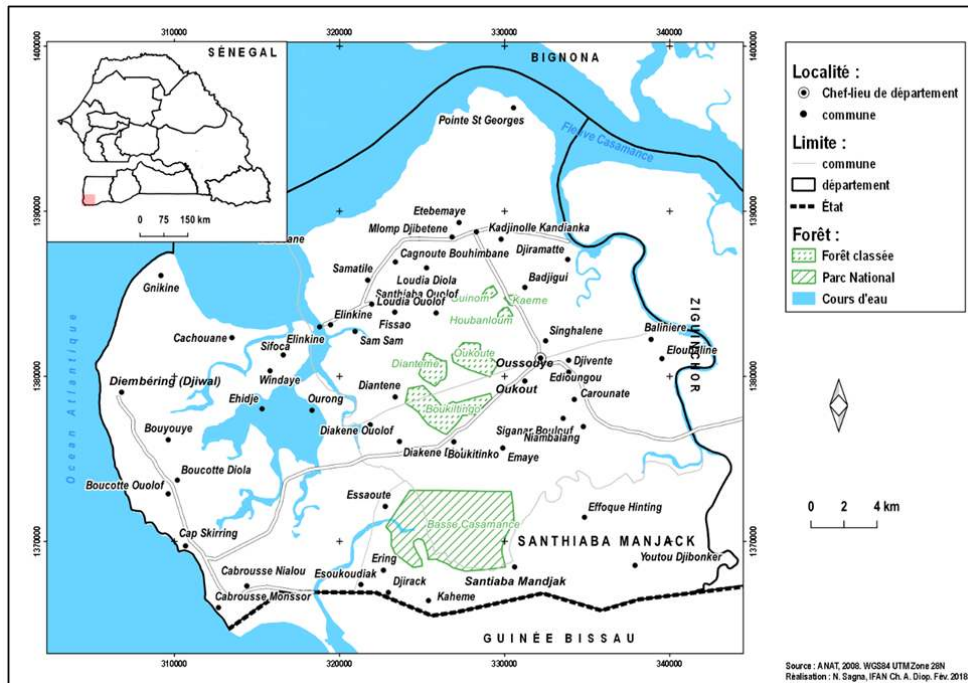 310000 320000 330000 340000
1400000
1390000
1380000
1370000
SÉNEGAL
0 75 150 km
BIGNONA
Pointe St Georges
Fleuve Casamance
Etebemaye
Mlomp Djibetene
Kadjinolle Kandianka
Cagnoute Bouhimbane
Djiramatte
Samatile
Loudia Diola
Badjigui
Gnikine
Santhiaba Ouolof
Guinom
Kaeme
Loudia Ouolof
Houbanloum
Elinkine
Elinkine
Fissao
Sam Sam
Cachouane
Sifoca
Singhalene
Baliniere
ZIGUINCHOR
Oukoute
Dianteme
Oussouye
Djivente
Windaye
Oukout
Edioungou
Diembéring (Djiwal)
Diantene
Carounate
Ehidje
Ourong
Boukitingo
Océan Atlantique
Bouyouye
Diakene Ouolof
Siganar Boulouf
Niambalang
Diakene
Boukitinko
Emaye
Boucotte Diola
Boucotte Ouolof
Essaoute
Effoque Hinting
Basse Casamance
Cap Skirring
SANTHIABA MANJACK
Ering
Youtou Djibonker
Cabrousse Nialou
Esoukoudiak
Djirack
Santiaba Mandjak
Cabrousse Monssor
Kaheme
GUINÉE BISSAU
310000 320000 330000 340000
Localité :
Chef-lieu de département
commune
Limite :
commune
département
État
Forêt :
Forêt classée
Parc National
Cours d'eau
0 2 4 km
Source : ANAT, 2008. WGS84 UTM Zone 28N
Réalisation : N. Sagna, IFAN Ch. A. Diop. Fév. 2018